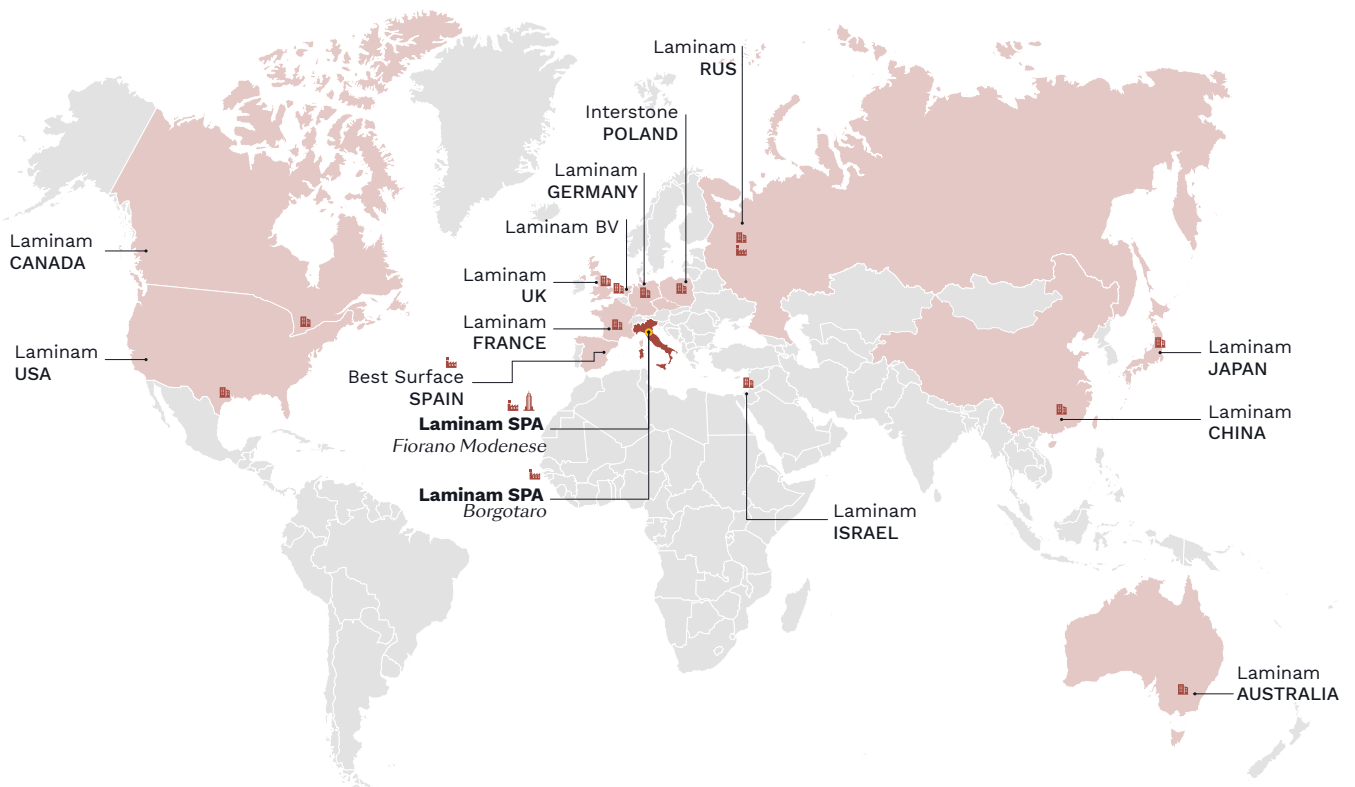 Laminam
RUS
Interstone
POLAND
Laminam
GERMANY
Laminam BV
Laminam
CANADA
Laminam
UK
Laminam
FRANCE
Laminam
USA
Best Surface
SPAIN
Laminam SPA
Fiorano Modenese
Laminam SPA
Borgotaro
Laminam
ISRAEL
Laminam
JAPAN
Laminam
CHINA
Laminam
AUSTRALIA